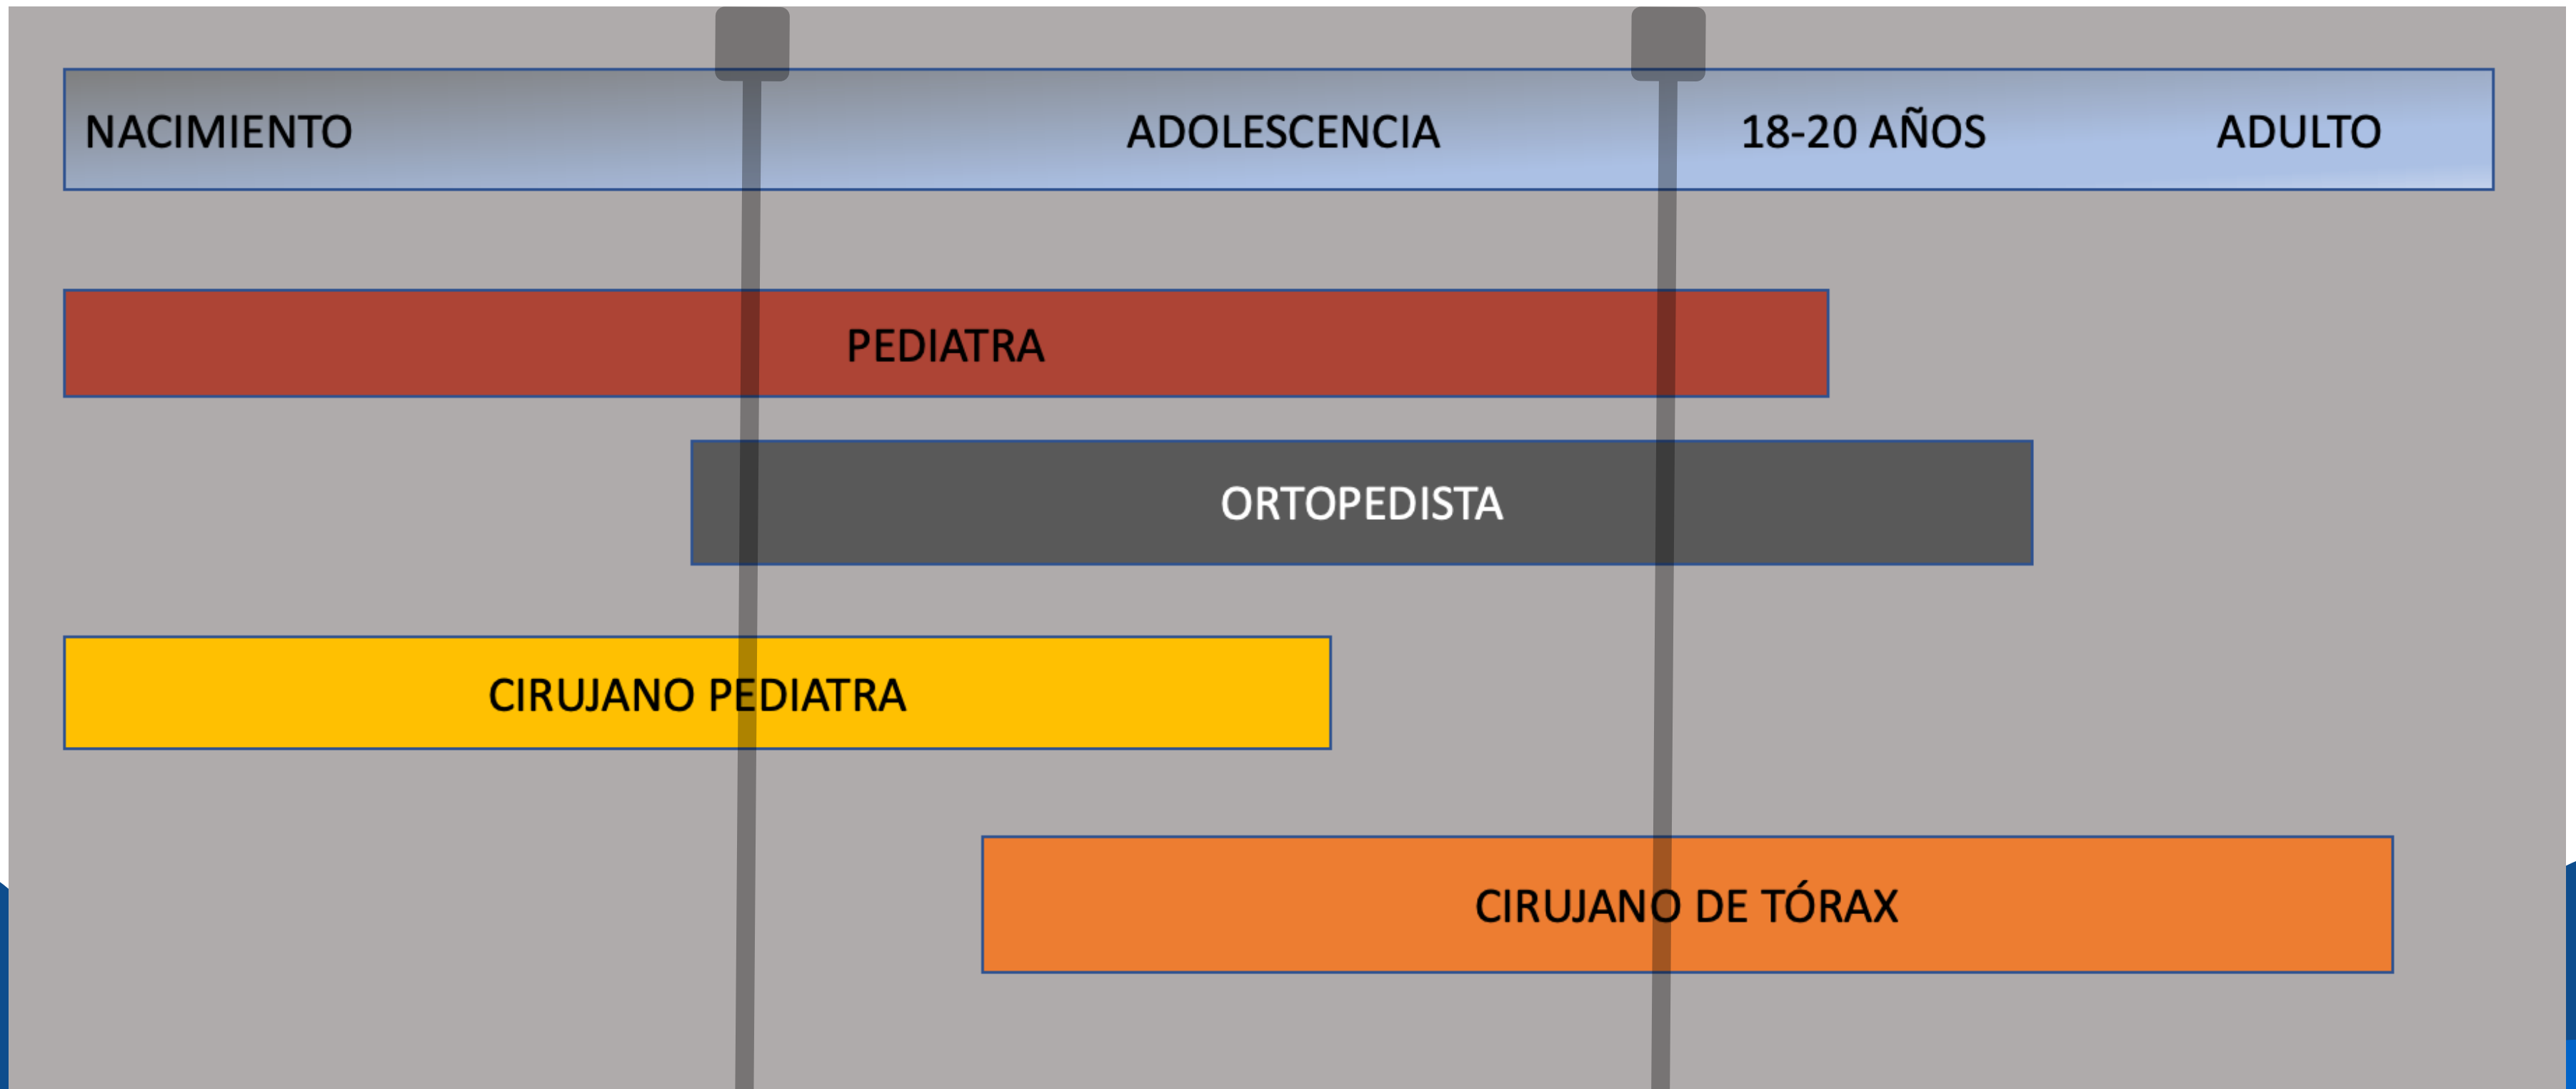 NACIMIENTO ADOLESCENCIA 18-20 AÑOS ADULTO
PEDIATRA
ORTOPEDISTA
CIRUJANO PEDIATRA
CIRUJANO DE TÓRAX